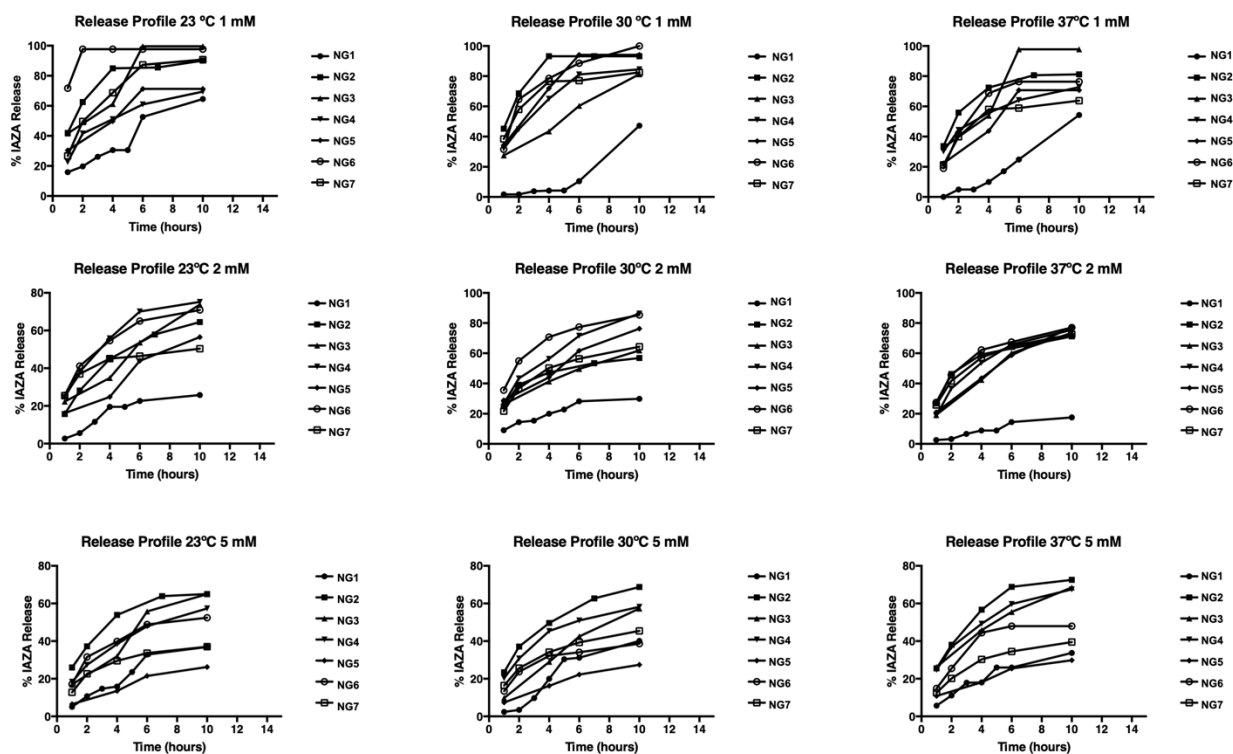 Release Profile 23 °C 1 mM
% IAZA Release
100
80
60
40
20
0
0 2 4 6 8 10 12 14
Time (hours)
NG1
NG2
NG3
NG4
NG5
NG6
NG7
Release Profile 30 °C 1 mM
% IAZA Release
100
80
60
40
20
0
0 2 4 6 8 10 12 14
Time (hours)
NG1
NG2
NG3
NG4
NG5
NG6
NG7
Release Profile 37°C 1 mM
% IAZA Release
100
80
60
40
20
0
0 2 4 6 8 10 12 14
Time (hours)
NG1
NG2
NG3
NG4
NG5
NG6
NG7
Release Profile 23°C 2 mM
% IAZA Release
80
60
40
20
0
0 2 4 6 8 10 12 14
Time (hours)
NG1
NG2
NG3
NG4
NG5
NG6
NG7
Release Profile 30°C 2 mM
% IAZA Release
100
80
60
40
20
0
0 2 4 6 8 10 12 14
Time (hours)
NG1
NG2
NG3
NG4
NG5
NG6
NG7
Release Profile 37°C 2 mM
% IAZA Release
100
80
60
40
20
0
0 2 4 6 8 10 12 14
Time (hours)
NG1
NG2
NG3
NG4
NG5
NG6
NG7
Release Profile 23°C 5 mM
% IAZA Release
80
60
40
20
0
0 2 4 6 8 10 12 14
Time (hours)
NG1
NG2
NG3
NG4
NG5
NG6
NG7
Release Profile 30°C 5 mM
% IAZA Release
80
60
40
20
0
0 2 4 6 8 10 12 14
Time (hours)
NG1
NG2
NG3
NG4
NG5
NG6
NG7
Release Profile 37°C 5 mM
% IAZA Release
80
60
40
20
0
0 2 4 6 8 10 12 14
Time (hours)
NG1
NG2
NG3
NG4
NG5
NG6
NG7